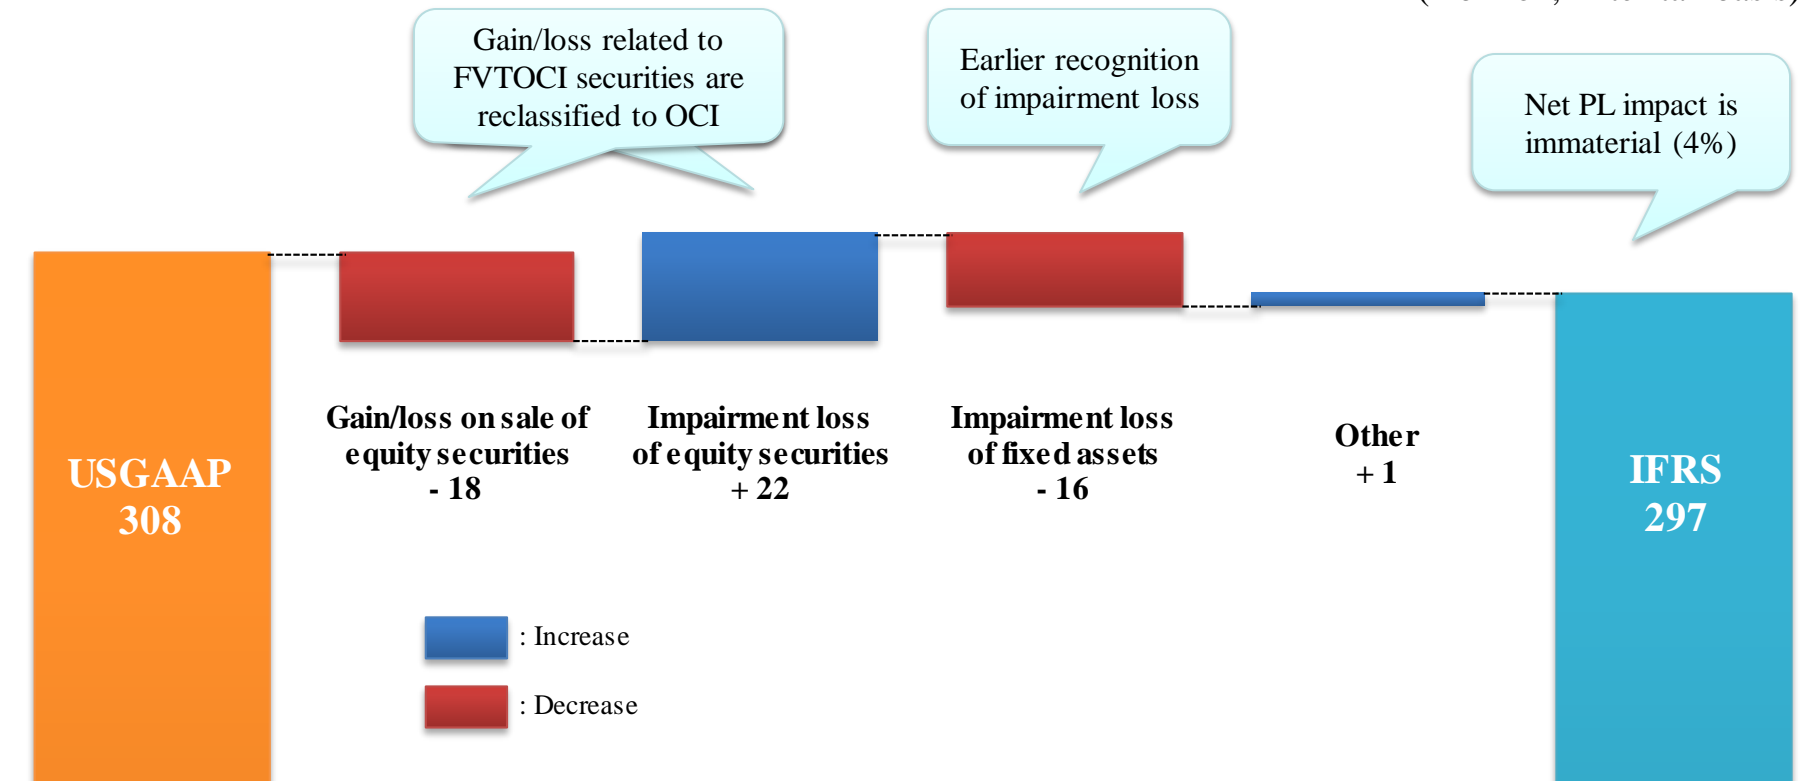 Gain/loss related to
FVTOCI securities are
reclassified to OCI
Earlier recognition
of impairment loss
Net PL impact is
immaterial (4%)
USGAAP
308
Gain/loss on sale of
equity securities
- 18
Impairment loss
of equity securities
+ 22
Impairment loss
of fixed assets
- 16
Other
+ 1
IFRS
297
: Increase
: Decrease